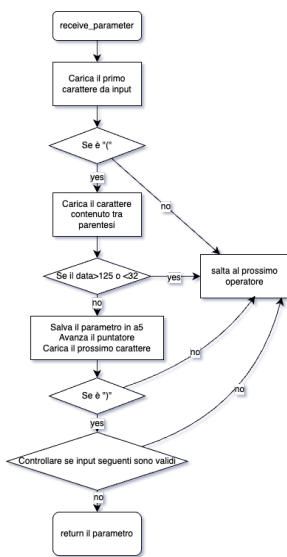 receive_parameter
Carica il primo
carattere da input
Se è "("
yes
no
Carica il carattere
contenuto tra
parentesi
Se il data>125 o <32
yes
salta al prossimo
operatore
no
Salva il parametro in a5
Avanza il puntatore
Carica il prossimo carattere
no
Se è ")"
no
yes
Controllare se input seguenti sono validi
no
return il parametro